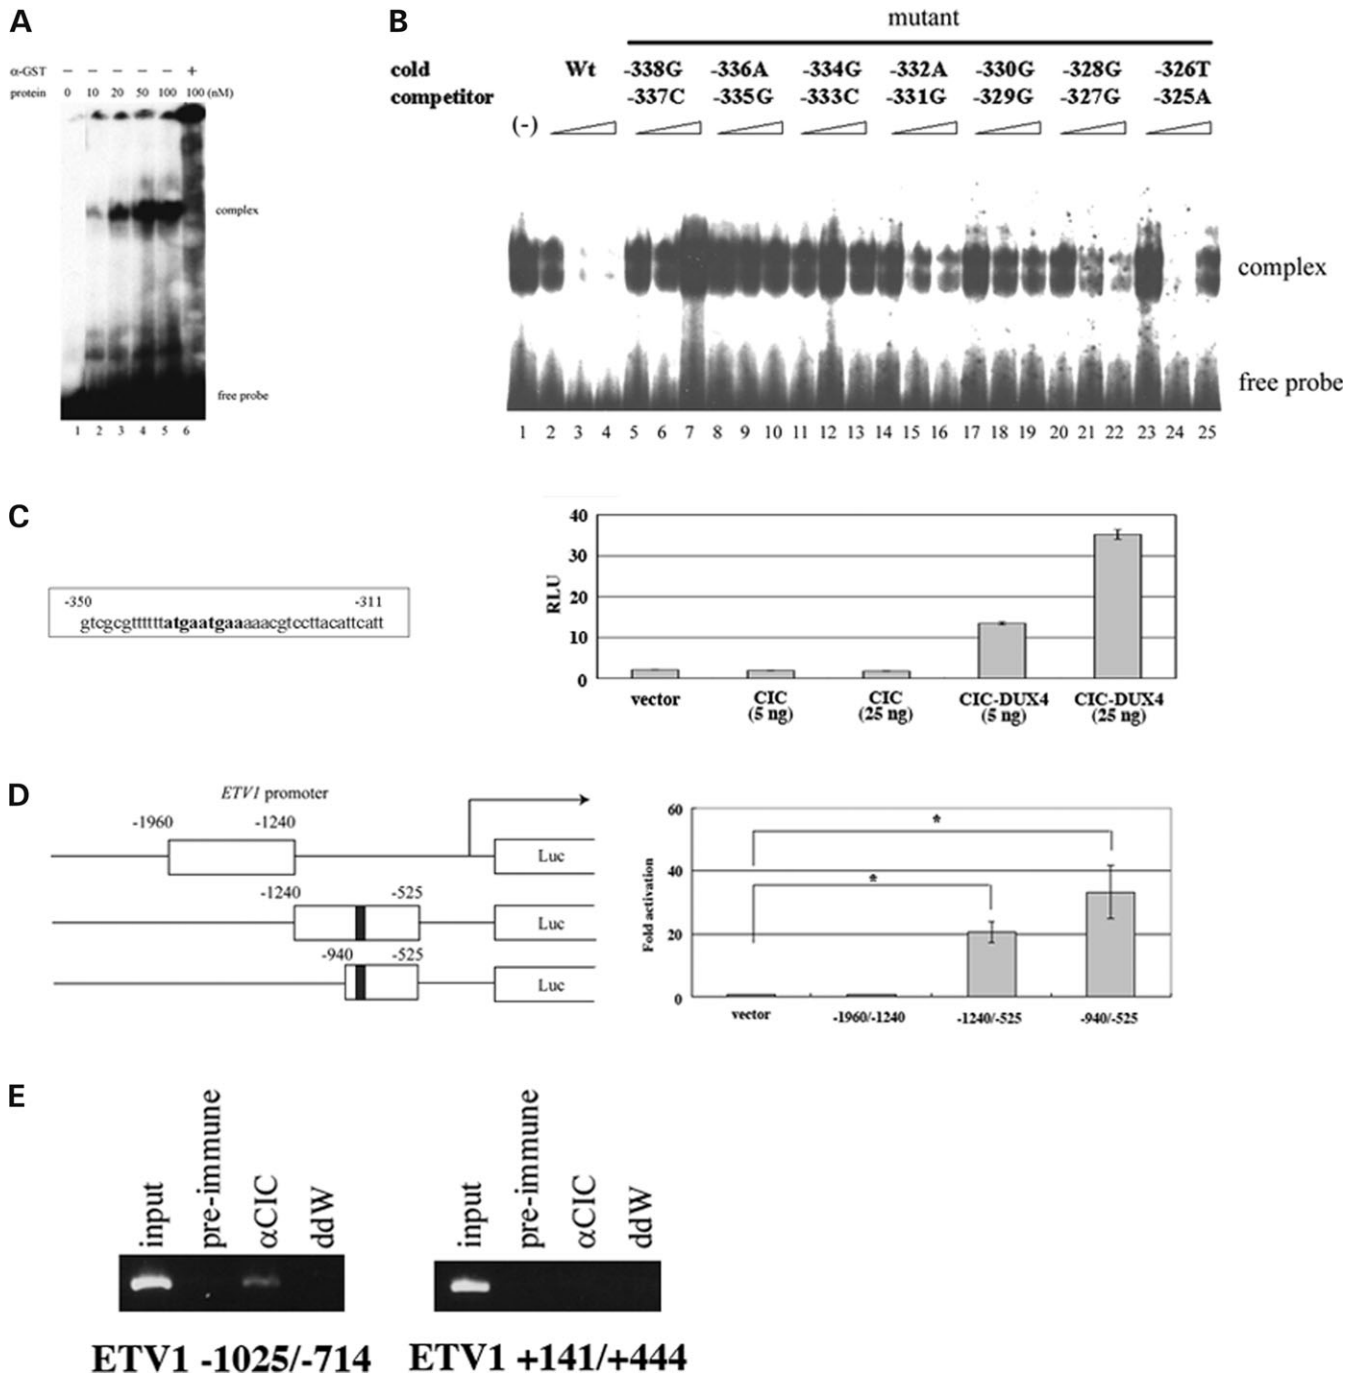 A
α-GST − − − − − +
protein 0 10 20 50 100 100 (nM)
complex
free probe
1 2 3 4 5 6
B
mutant
cold Wt -338G -336A -334G -332A -330G -328G -326T
competitor -337C -335G -333C -331G -329G -327G -325A
(-)
complex
free probe
1 2 3 4 5 6 7 8 9 10 11 12 13 14 15 16 17 18 19 20 21 22 23 24 25
C
-350 -311
gtcgcgttttttatgaatgaaaaacgtccttacattcatt
40
30
20
10
0
RLU
vector CIC CIC CIC-DUX4 CIC-DUX4
(5 ng) (25 ng) (5 ng) (25 ng)
D
ETV1 promoter
-1960 -1240
Luc
-1240 -525
Luc
-940 -525
Luc
60
40
20
0
Fold activation
*
*
vector -1960/-1240 -1240/-525 -940/-525
E
input pre-immune αCIC ddW
ETV1 -1025/-714
input pre-immune αCIC ddW
ETV1 +141/+444